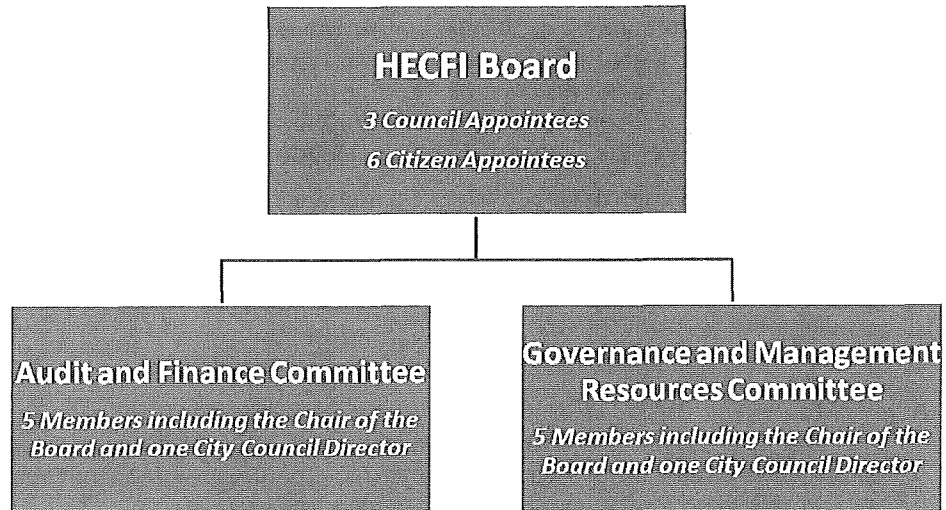 HECFI Board
3 Council Appointees
6 Citizen Appointees
Audit and Finance Committee
5 Members including the Chair of the
Board and one City Council Director
Governance and Management
Resources Committee
5 Members including the Chair of the
Board and one City Council Director